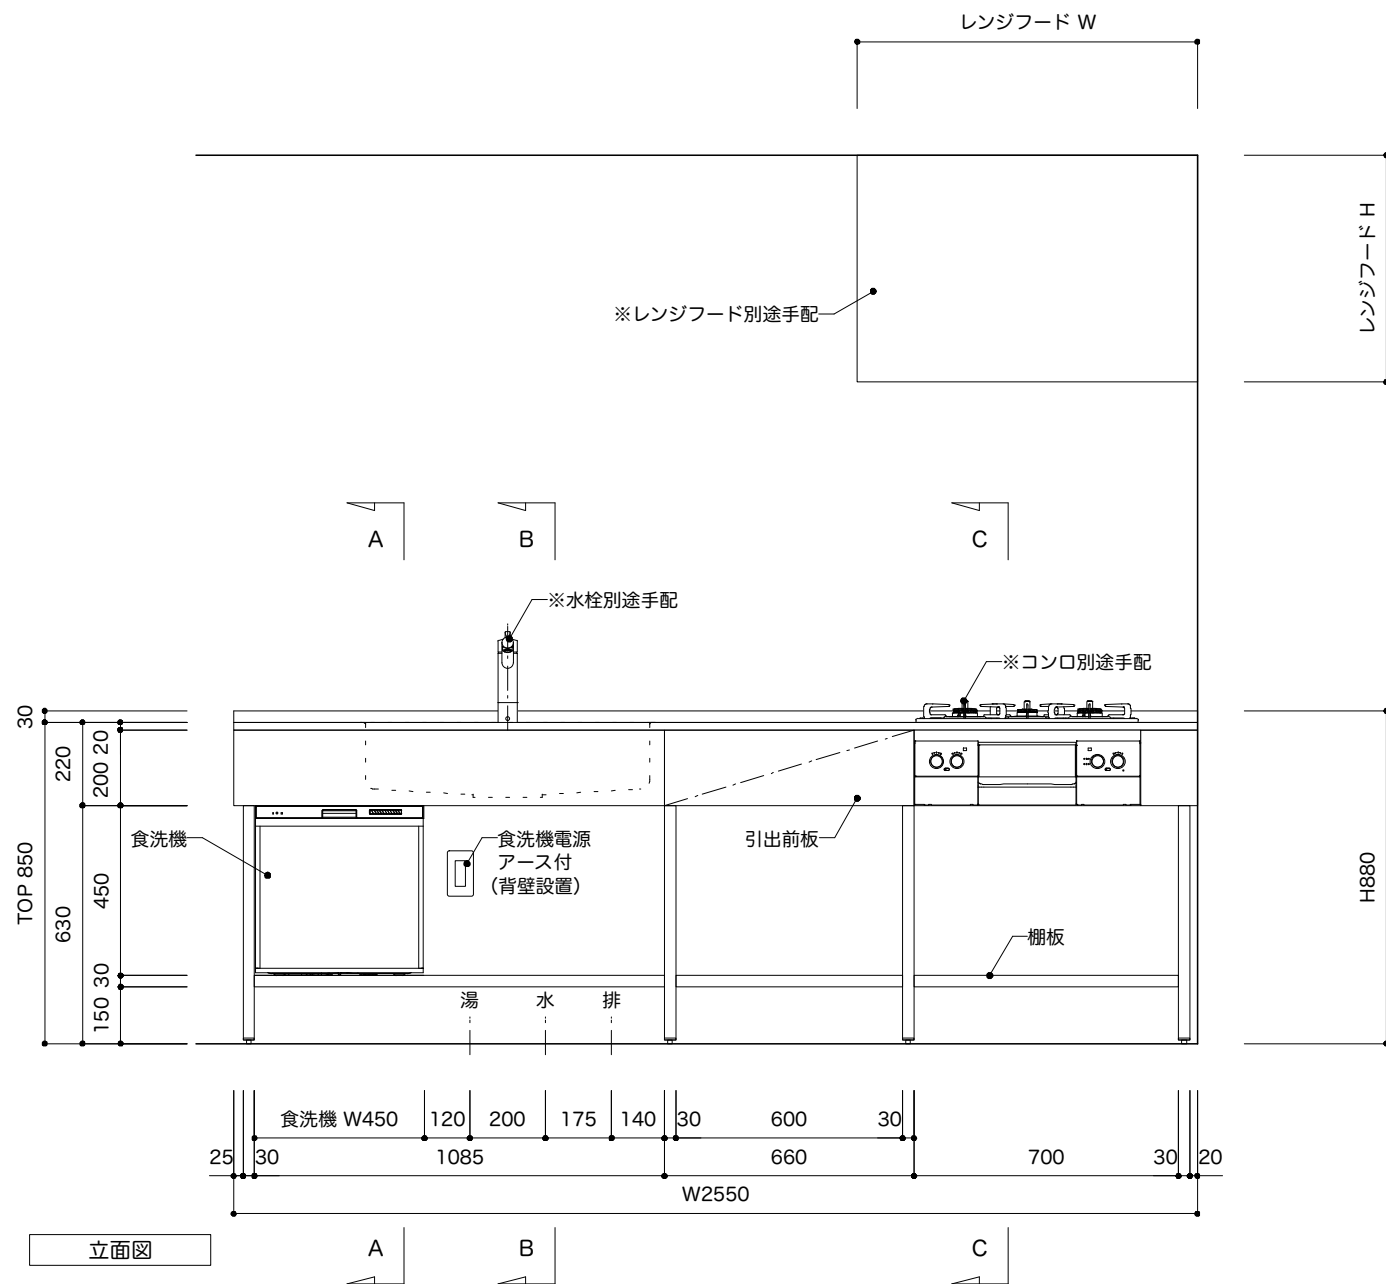 レンジフード W
レンジフード H
※レンジフード別途手配
A
B
C
※水栓別途手配
※コンロ別途手配
30
220
200 20
食洗機
食洗機電源
アース付
（背壁設置）
引出前板
TOP 850
630
450
H880
棚板
150 30
湯
水
排
食洗機 W450
120
200
175
140
30
600
30
25
30
1085
660
700
30
20
W2550
立面図
A
B
C